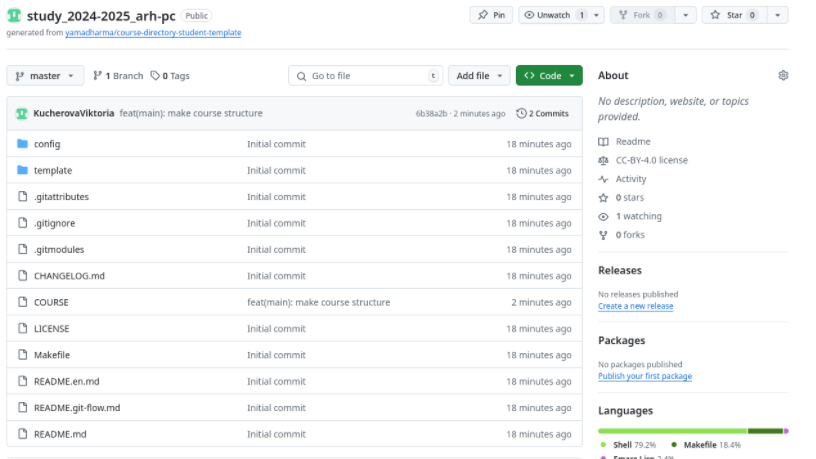 study_2024-2025_arh-pc Public
Pin Unwatch 1 Fork 0 Star 0
generated from yamadharma/course-directory-student-template
master 1 Branch 0 Tags Go to file t Add file Code
KucherovaViktoria feat(main): make course structure 6b38a2b · 2 minutes ago 2 Commits
config Initial commit 18 minutes ago
template Initial commit 18 minutes ago
.gitattributes Initial commit 18 minutes ago
.gitignore Initial commit 18 minutes ago
.gitmodules Initial commit 18 minutes ago
CHANGELOG.md Initial commit 18 minutes ago
COURSE feat(main): make course structure 2 minutes ago
LICENSE Initial commit 18 minutes ago
Makefile Initial commit 18 minutes ago
README.en.md Initial commit 18 minutes ago
README.git-flow.md Initial commit 18 minutes ago
README.md Initial commit 18 minutes ago
About
No description, website, or topics
provided.
Readme
CC-BY-4.0 license
Activity
0 stars
1 watching
0 forks
Releases
No releases published
Create a new release
Packages
No packages published
Publish your first package
Languages
Shell 79.2% Makefile 18.4%
Emacs Lisp 2.4%